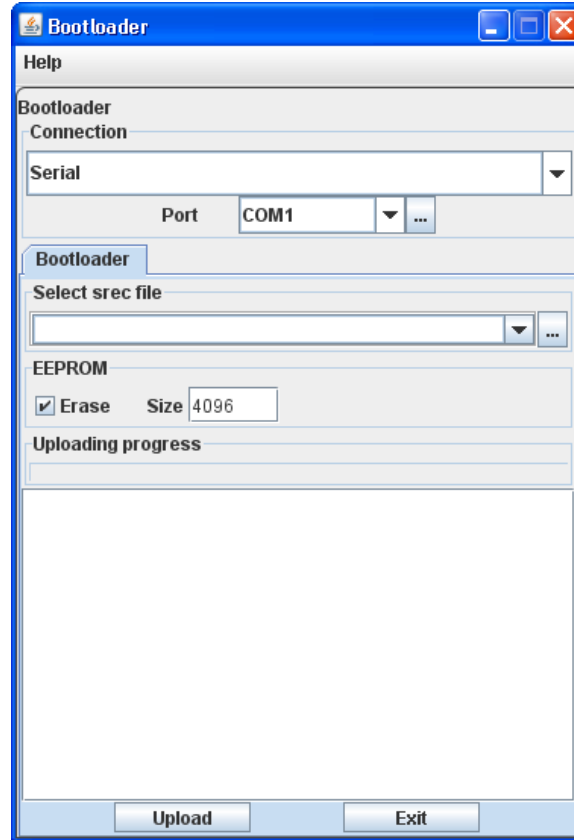 Bootloader
Help
Bootloader
Connection
Serial
Port COM1 ...
Bootloader
Select srec file
...
EEPROM
Erase Size 4096
Uploading progress
Upload Exit